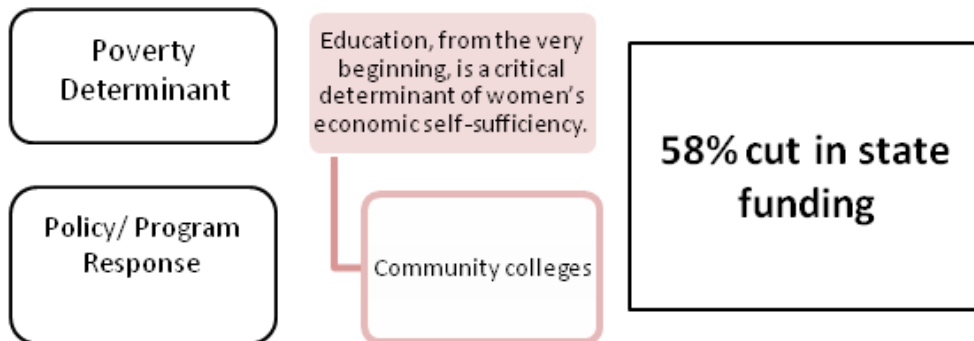 Poverty
Determinant
Education, from the very
beginning, is a critical
determinant of women's
economic self-sufficiency.
58% cut in state
funding
Policy/ Program
Response
Community colleges